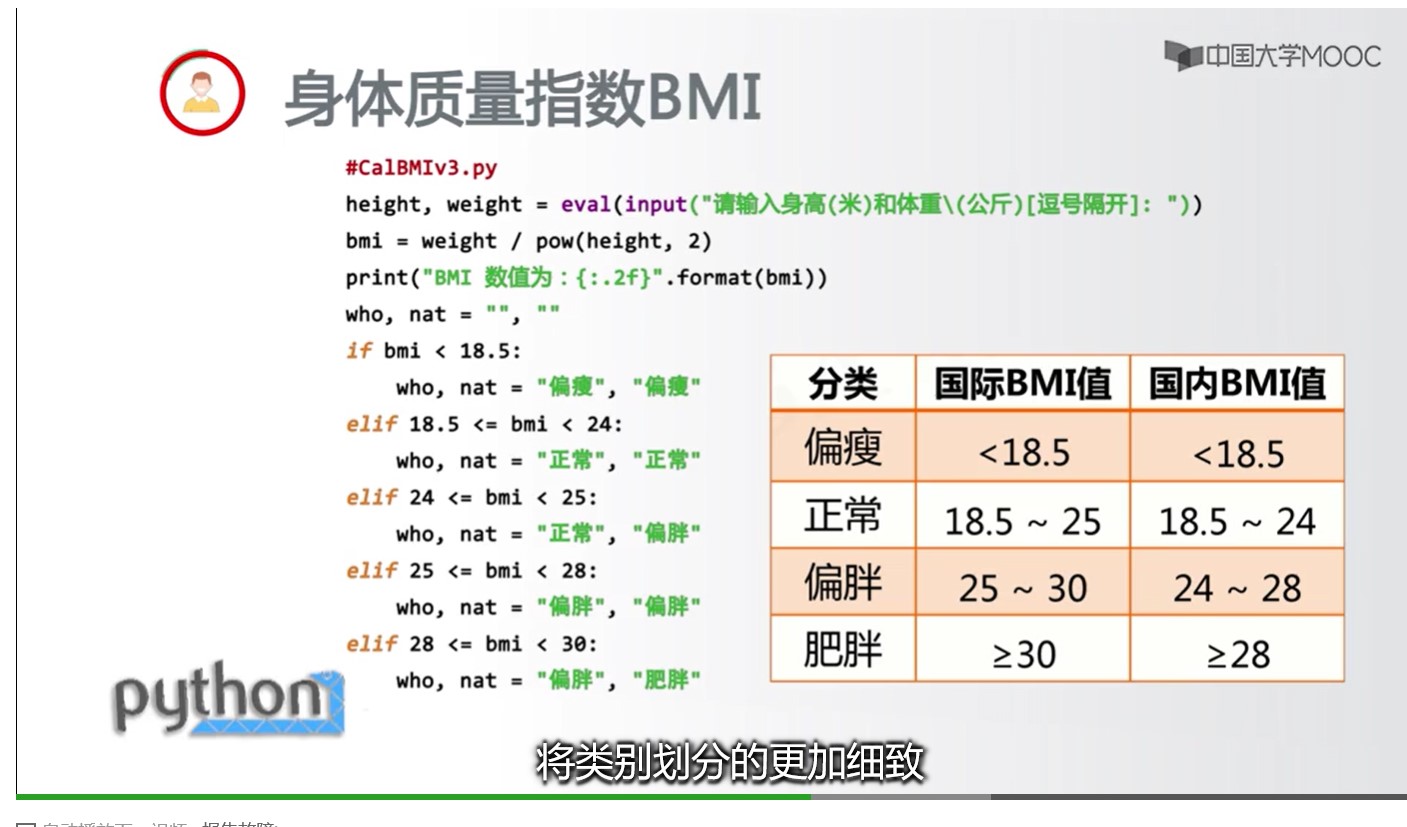 中国大学MOOC
身体质量指数BMI
#CalBMIv3.py
height, weight = eval(input("请输入身高(米)和体重\(公斤)[逗号隔开]: "))
bmi = weight / pow(height, 2)
print("BMI 数值为：{:.2f}".format(bmi))
who, nat = "", ""
if bmi < 18.5:
who, nat = "偏瘦", "偏瘦"
elif 18.5 <= bmi < 24:
who, nat = "正常", "正常"
elif 24 <= bmi < 25:
who, nat = "正常", "偏胖"
elif 25 <= bmi < 28:
who, nat = "偏胖", "偏胖"
elif 28 <= bmi < 30:
who, nat = "偏胖", "肥胖"
分类 国际BMI值 国内BMI值
偏瘦 <18.5 <18.5
正常 18.5 ~ 25 18.5 ~ 24
偏胖 25 ~ 30 24 ~ 28
肥胖 ≥30 ≥28
python
将类别划分的更加细致